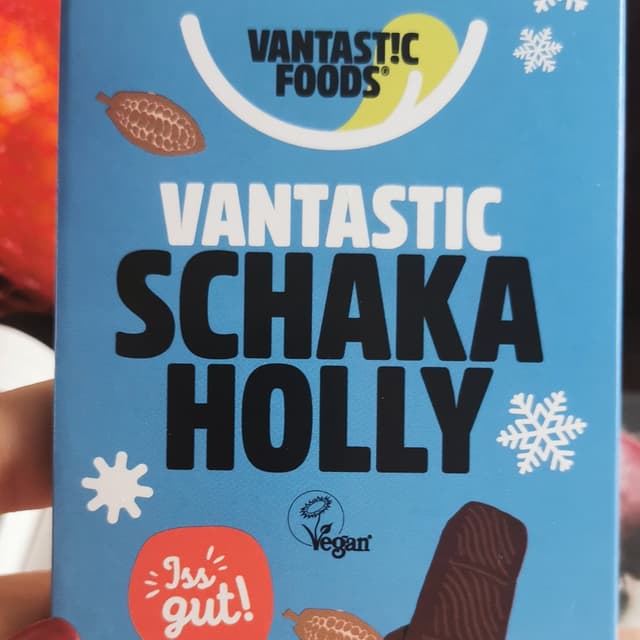 VANTAST!C
FOODS®
VANTASTIC
SCHAKA
HOLLY
Vegan
Iss
gut!